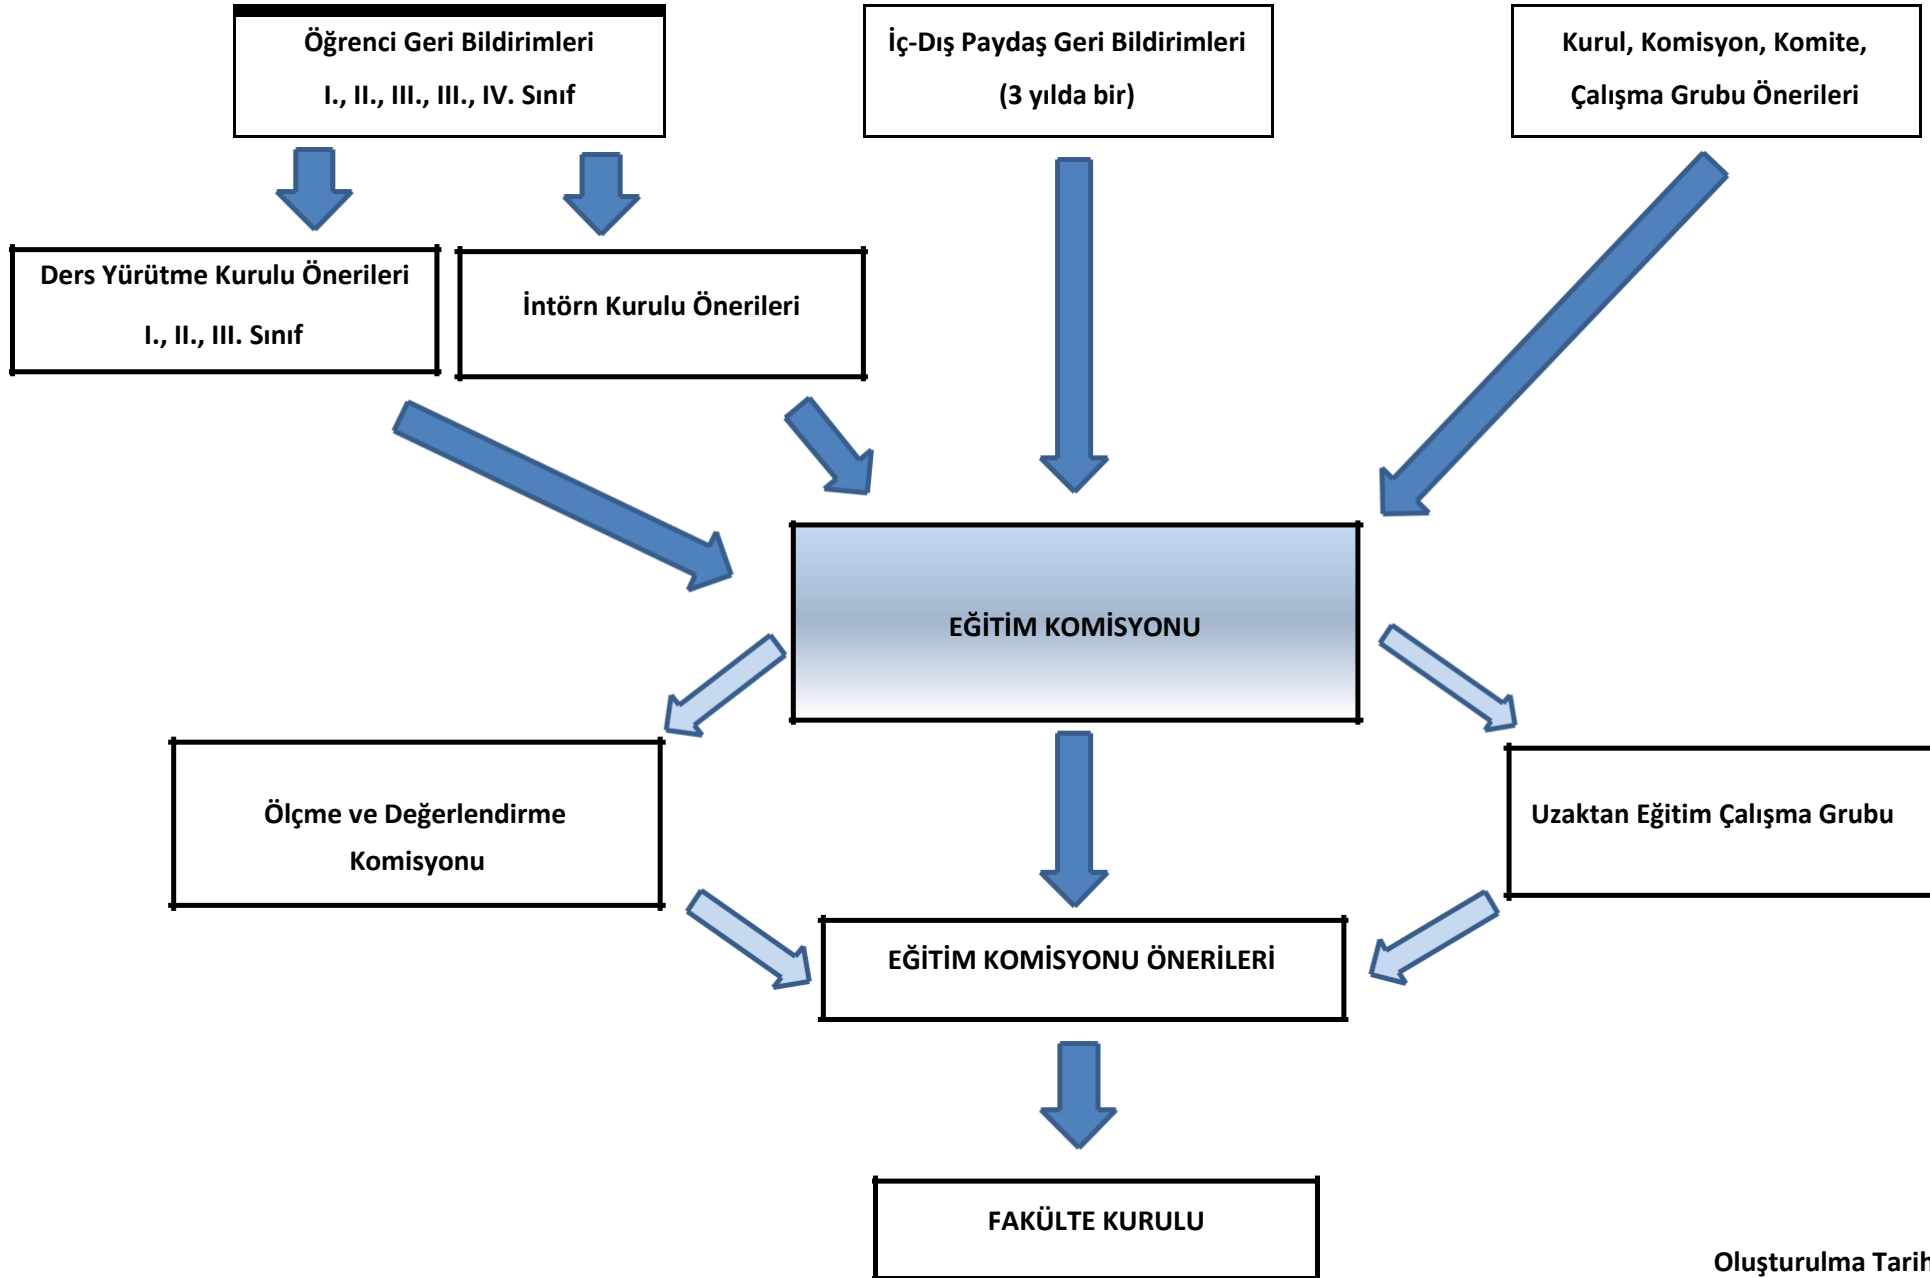 Öğrenci Geri Bildirimleri
I., II., III., III., IV. Sınıf
İç-Dış Paydaş Geri Bildirimleri
(3 yılda bir)
Kurul, Komisyon, Komite,
Çalışma Grubu Önerileri
Ders Yürütme Kurulu Önerileri
I., II., III. Sınıf
İntörn Kurulu Önerileri
EĞİTİM KOMİSYONU
Ölçme ve Değerlendirme
Komisyonu
Uzaktan Eğitim Çalışma Grubu
EĞİTİM KOMİSYONU ÖNERİLERİ
FAKÜLTE KURULU
Oluşturulma Tarih